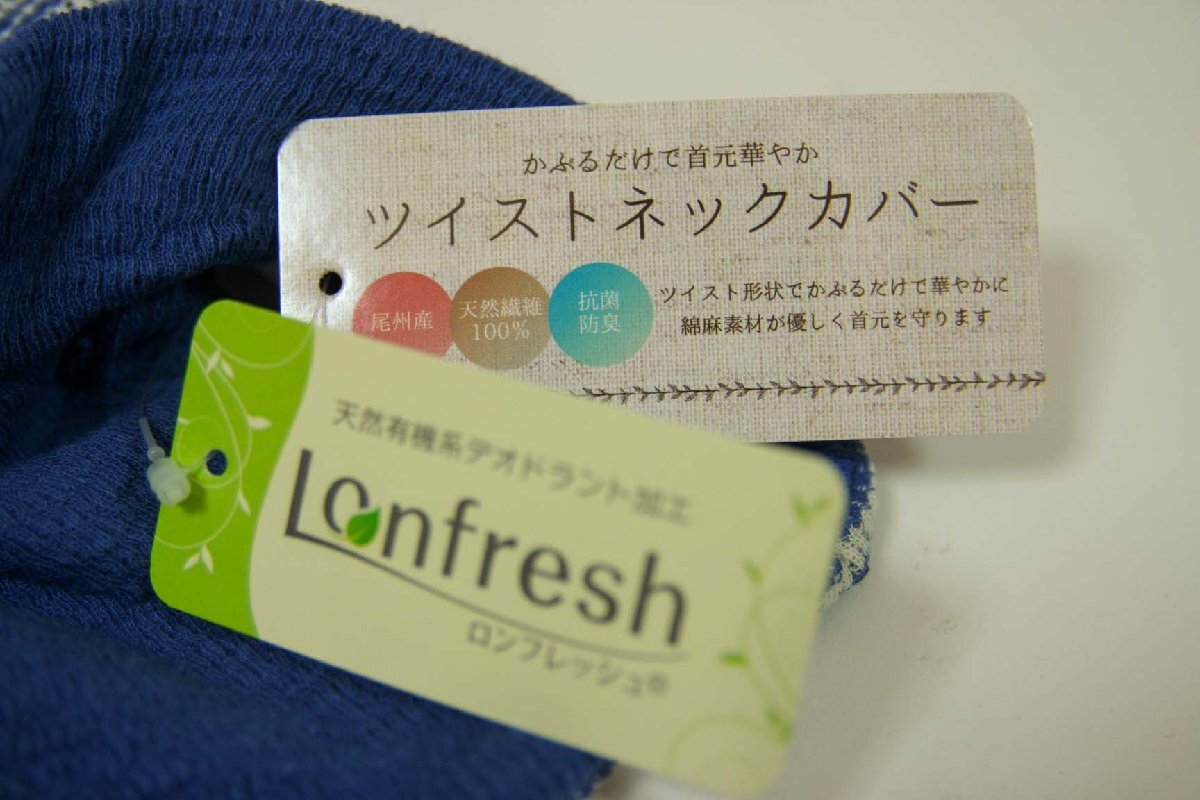 かぶるだけで首元華やか
ツイストネックカバー
尾州産
天然繊維
100%
抗菌
防臭
ツイスト形状でかぶるだけで華やかに
綿麻素材が優しく首元を守ります
天然有機系デオドラント加工
Lonfresh
ロンフレッシュ®